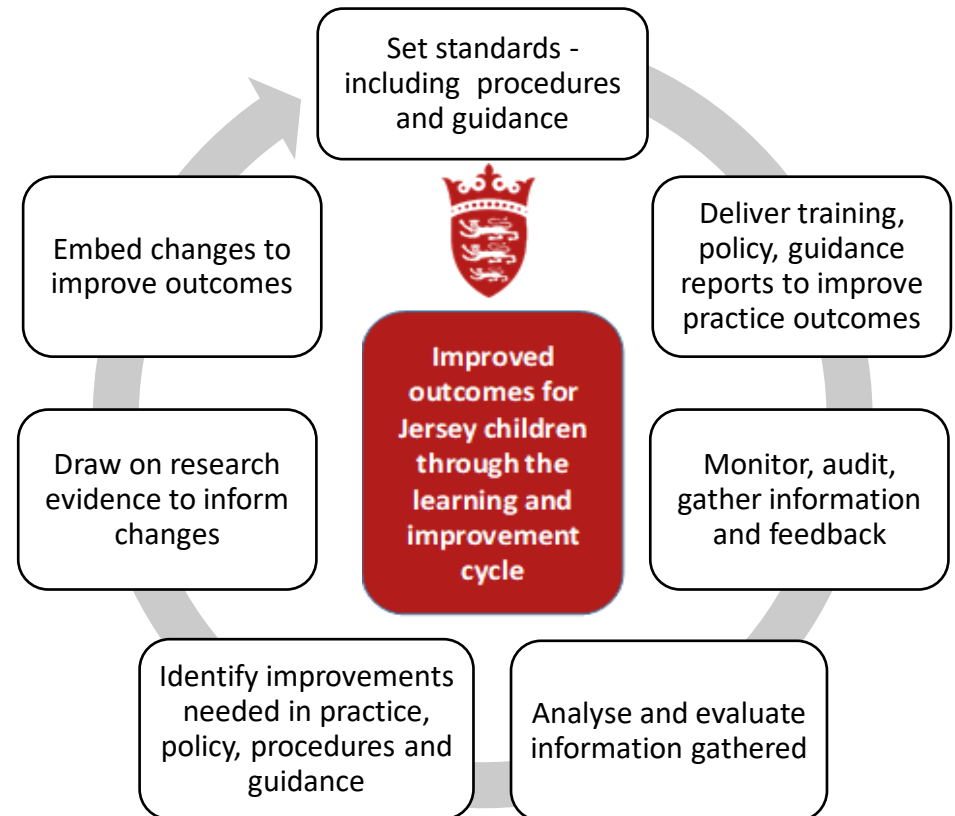 Set standards -
including procedures
and guidance
Deliver training,
policy, guidance
reports to improve
practice outcomes
Monitor, audit,
gather information
and feedback
Analyse and evaluate
information gathered
Identify improvements
needed in practice,
policy, procedures and
guidance
Draw on research
evidence to inform
changes
Embed changes to
improve outcomes
Improved
outcomes for
Jersey children
through the
learning and
improvement
cycle